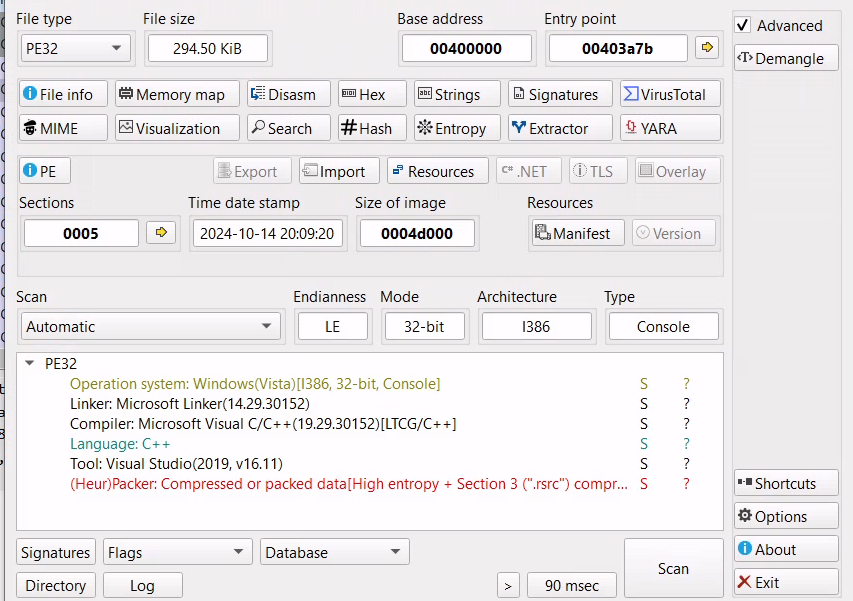 File type File size Base address Entry point
PE32 294.50 KiB 00400000 00403a7b
Advanced
Demangle
File info Memory map Disasm Hex Strings Signatures VirusTotal
MIME Visualization Search Hash Entropy Extractor YARA
PE Export Import Resources .NET TLS Overlay
Sections Time date stamp Size of image Resources
0005 2024-10-14 20:09:20 0004d000 Manifest Version
Scan Endianness Mode Architecture Type
Automatic LE 32-bit I386 Console
PE32
Operation system: Windows(Vista)[I386, 32-bit, Console] S ?
Linker: Microsoft Linker(14.29.30152) S ?
Compiler: Microsoft Visual C/C++(19.29.30152)[LTCG/C++] S ?
Language: C++ S ?
Tool: Visual Studio(2019, v16.11) S ?
(Heur)Packer: Compressed or packed data[High entropy + Section 3 (".rsrc") compr... S ?
Shortcuts
Options
About
Exit
Signatures Flags Database
Directory Log > 90 msec Scan